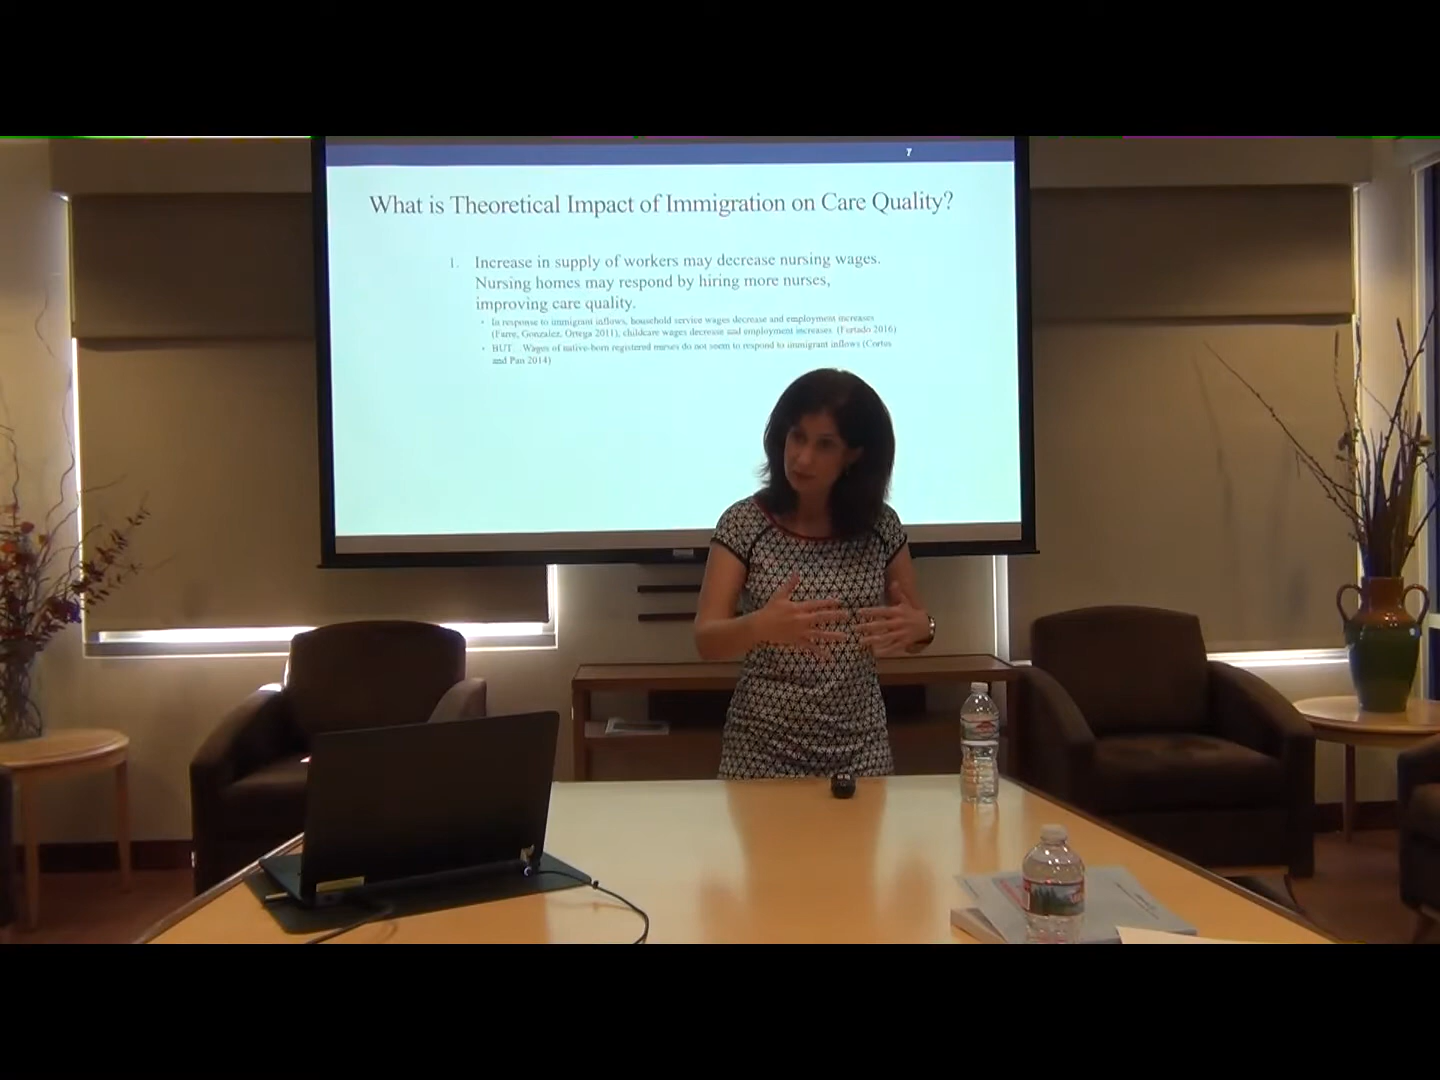 7
What is Theoretical Impact of Immigration on Care Quality?
1. Increase in supply of workers may decrease nursing wages.
Nursing homes may respond by hiring more nurses,
improving care quality.
• In response to immigrant inflows, household service wages decrease and employment increases
(Farre, Gonzalez, Ortega 2011), childcare wages decrease and employment increases (Furtado 2016)
• BUT... Wages of native-born registered nurses do not seem to respond to immigrant inflows (Cortes
and Pan 2014)